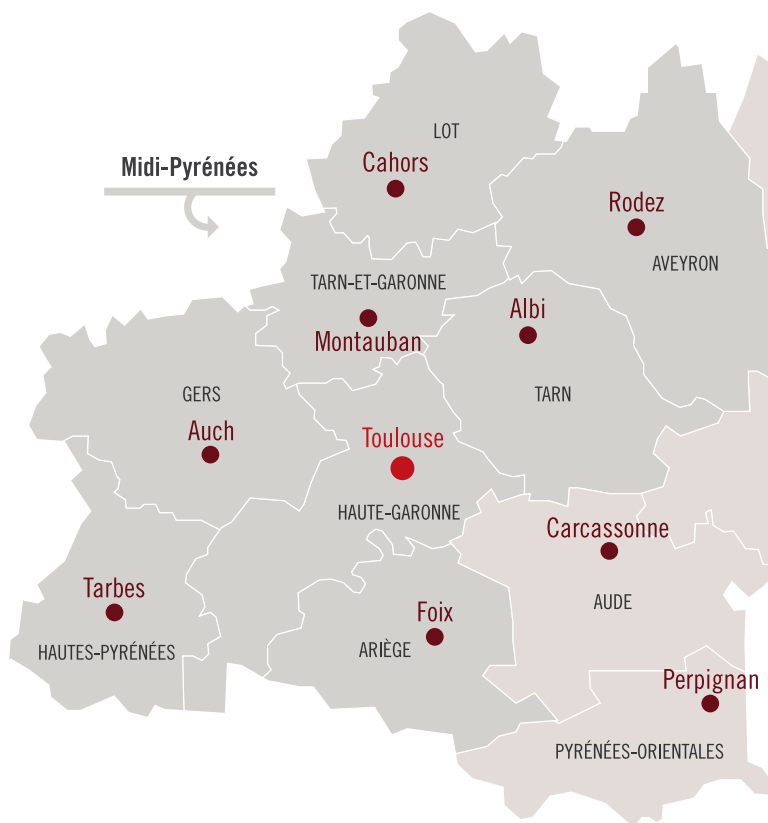 LOT
Midi-Pyrénées
Cahors
Rodez
AVEYRON
TARN-ET-GARONNE
Albi
Montauban
GERS
TARN
Auch
Toulouse
HAUTE-GARONNE
Carcassonne
Tarbes
AUDE
Foix
HAUTES-PYRÉNÉES
ARIÈGE
Perpignan
PYRÉNÉES-ORIENTALES